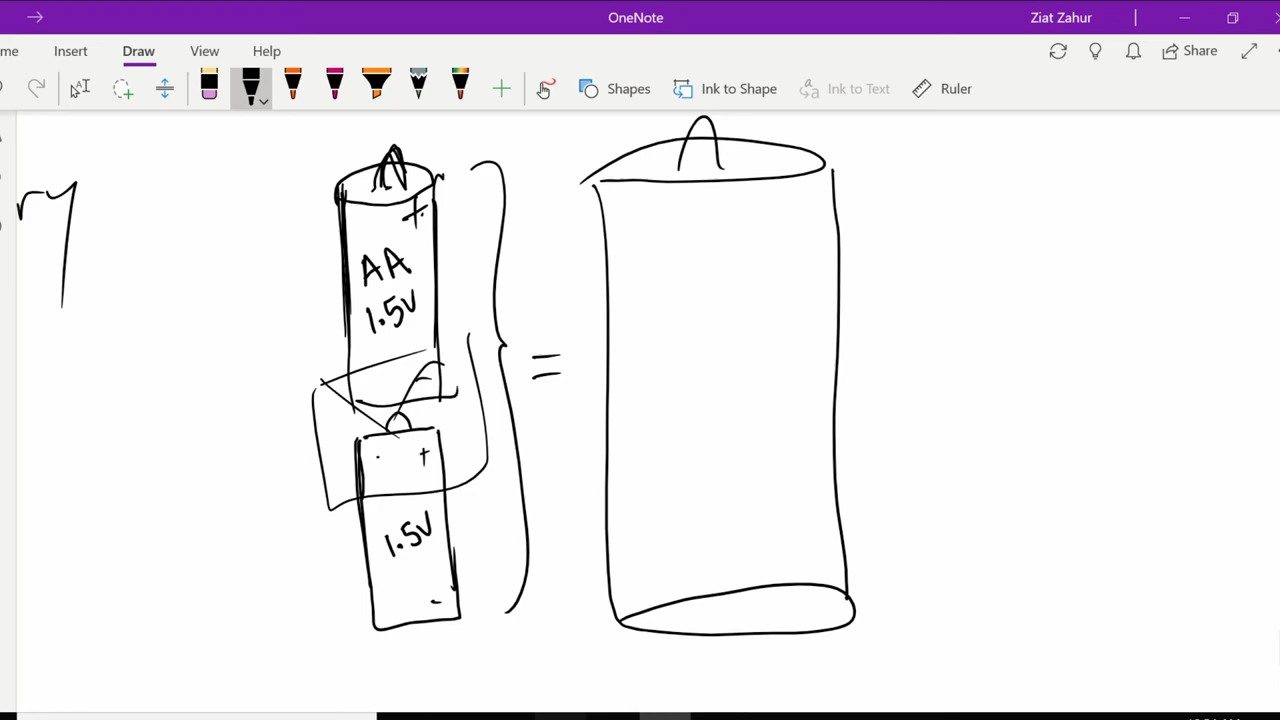 OneNote
Ziat Zahur
Insert Draw View Help
Share
Shapes Ink to Shape Ink to Text Ruler
ry
+
AA
1.5V
-
+
1.5V
-
=